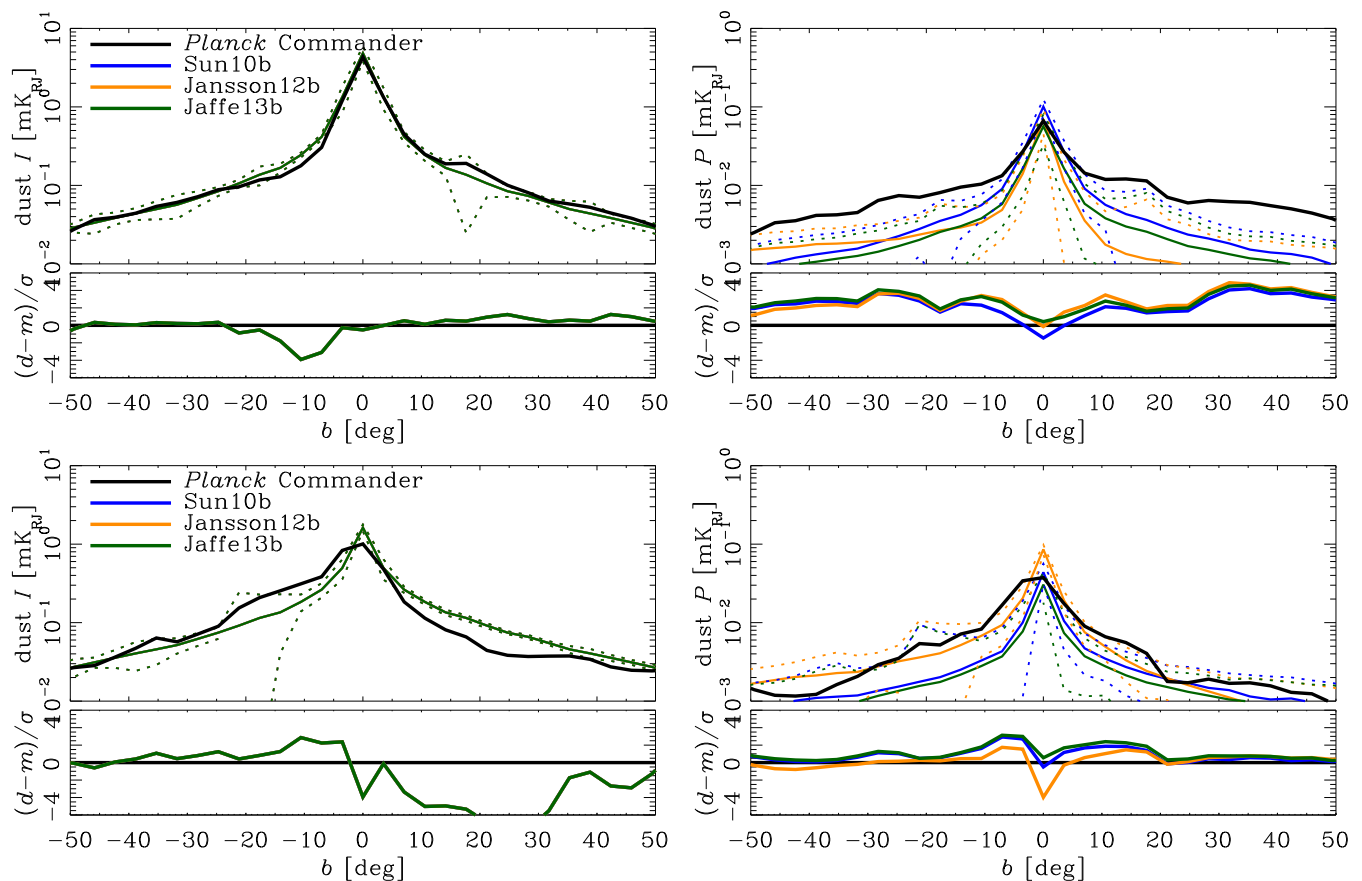 dust I [mK_RJ]
10^1
10^0
10^−1
10^−2
Planck Commander
Sun10b
Jansson12b
Jaffe13b
(d−m)/σ
4
0
−4
−50 −40 −30 −20 −10 0 10 20 30 40 50
b [deg]
dust P [mK_RJ]
10^0
10^−1
10^−2
10^−3
(d−m)/σ
4
0
−4
−50 −40 −30 −20 −10 0 10 20 30 40 50
b [deg]
dust I [mK_RJ]
10^1
10^0
10^−1
10^−2
Planck Commander
Sun10b
Jansson12b
Jaffe13b
(d−m)/σ
4
0
−4
−50 −40 −30 −20 −10 0 10 20 30 40 50
b [deg]
dust P [mK_RJ]
10^0
10^−1
10^−2
10^−3
(d−m)/σ
4
0
−4
−50 −40 −30 −20 −10 0 10 20 30 40 50
b [deg]